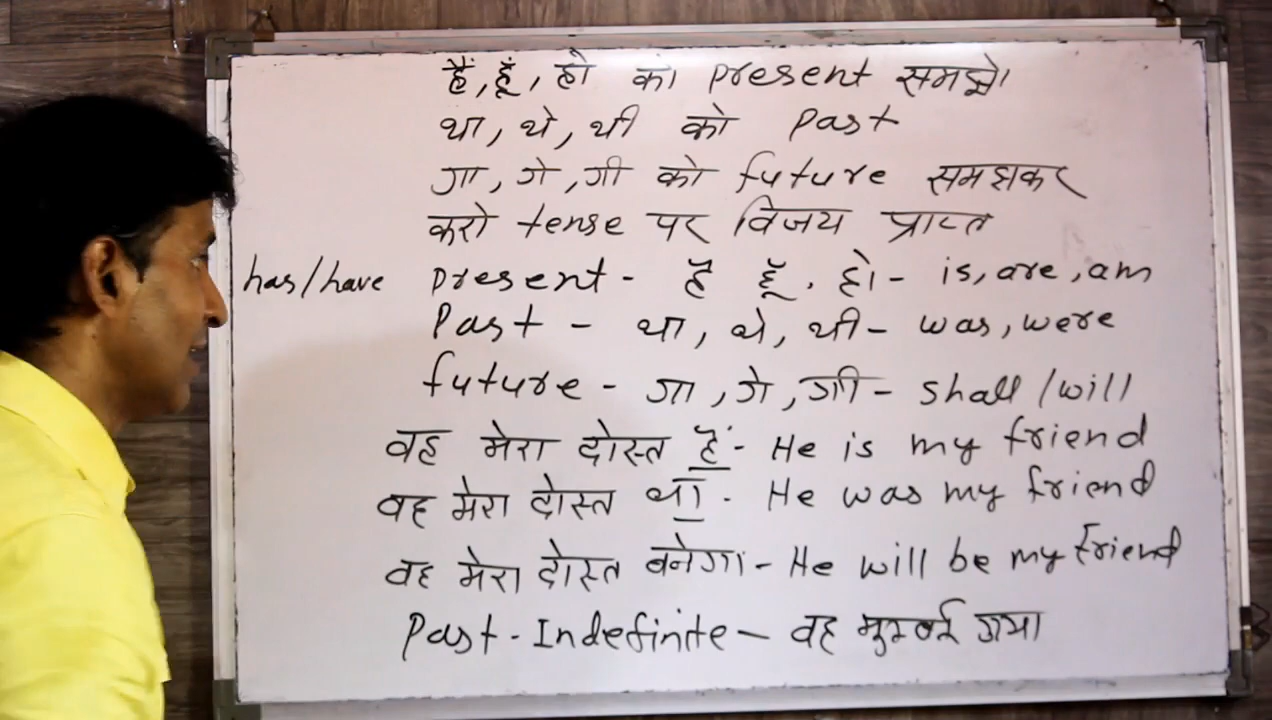 हैं, हूँ, हो को present समझो
था, थे, थी को past
गा, गे, गी को future समझकर
करो tense पर विजय प्राप्त
has/have present - है हूँ. हो - is, are, am
Past - था, थे, थी - was, were
future - गा, गे, गी - shall / will
वह मेरा दोस्त हैं - He is my friend
वह मेरा दोस्त था - He was my friend
वह मेरा दोस्त बनेगा - He will be my friend
Past - Indefinite - वह मुम्बई गया